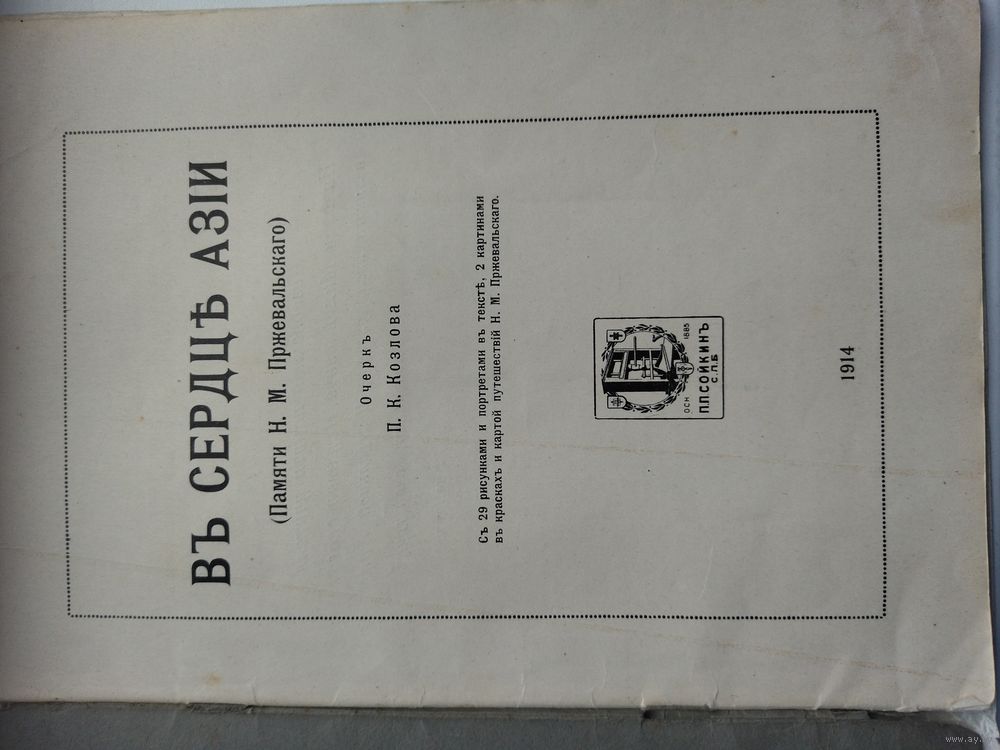 ВЪ СЕРДЦѢ АЗІИ
(Памяти Н. М. Пржевальскаго)
Очеркъ
П. К. Козлова
Съ 29 рисунками и портретами въ текстѣ, 2 картинами
въ краскахъ и картой путешествій Н. М. Пржевальскаго.
ОСН 1885
П.П.СОЙКИНЪ
С.П.Б.
1914